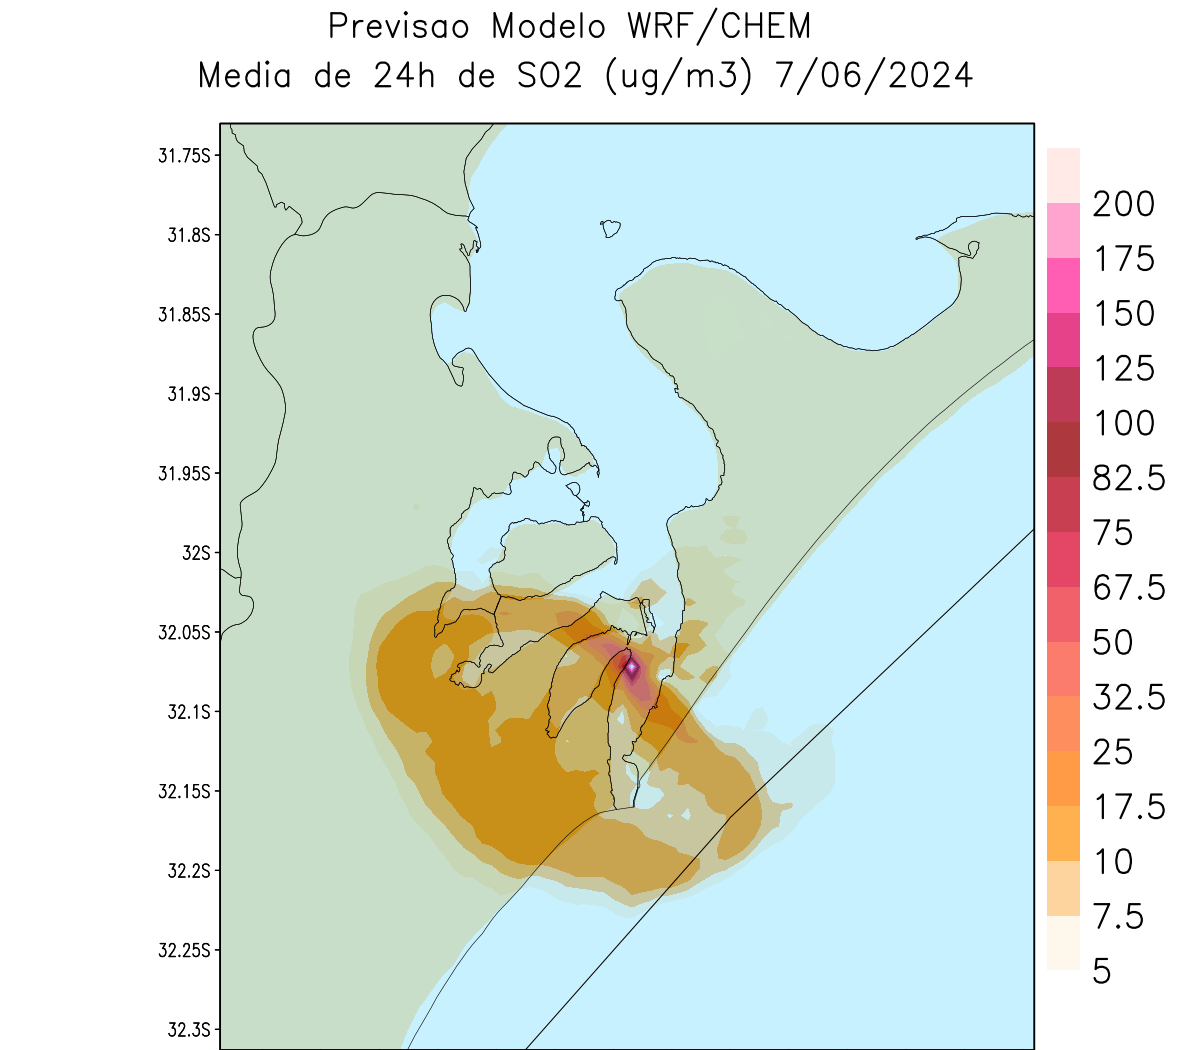 Previsao Modelo WRF/CHEM
Media de 24h de SO2 (ug/m3) 7/06/2024
31.75S
31.8S
31.85S
31.9S
31.95S
32S
32.05S
32.1S
32.15S
32.2S
32.25S
32.3S
200
175
150
125
100
82.5
75
67.5
50
32.5
25
17.5
10
7.5
5